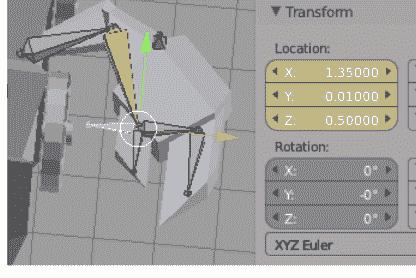 Transform
Location:
X: 1.35000
Y: 0.01000
Z: 0.50000
Rotation:
X: 0°
Y: -0°
Z: 0°
XYZ Euler